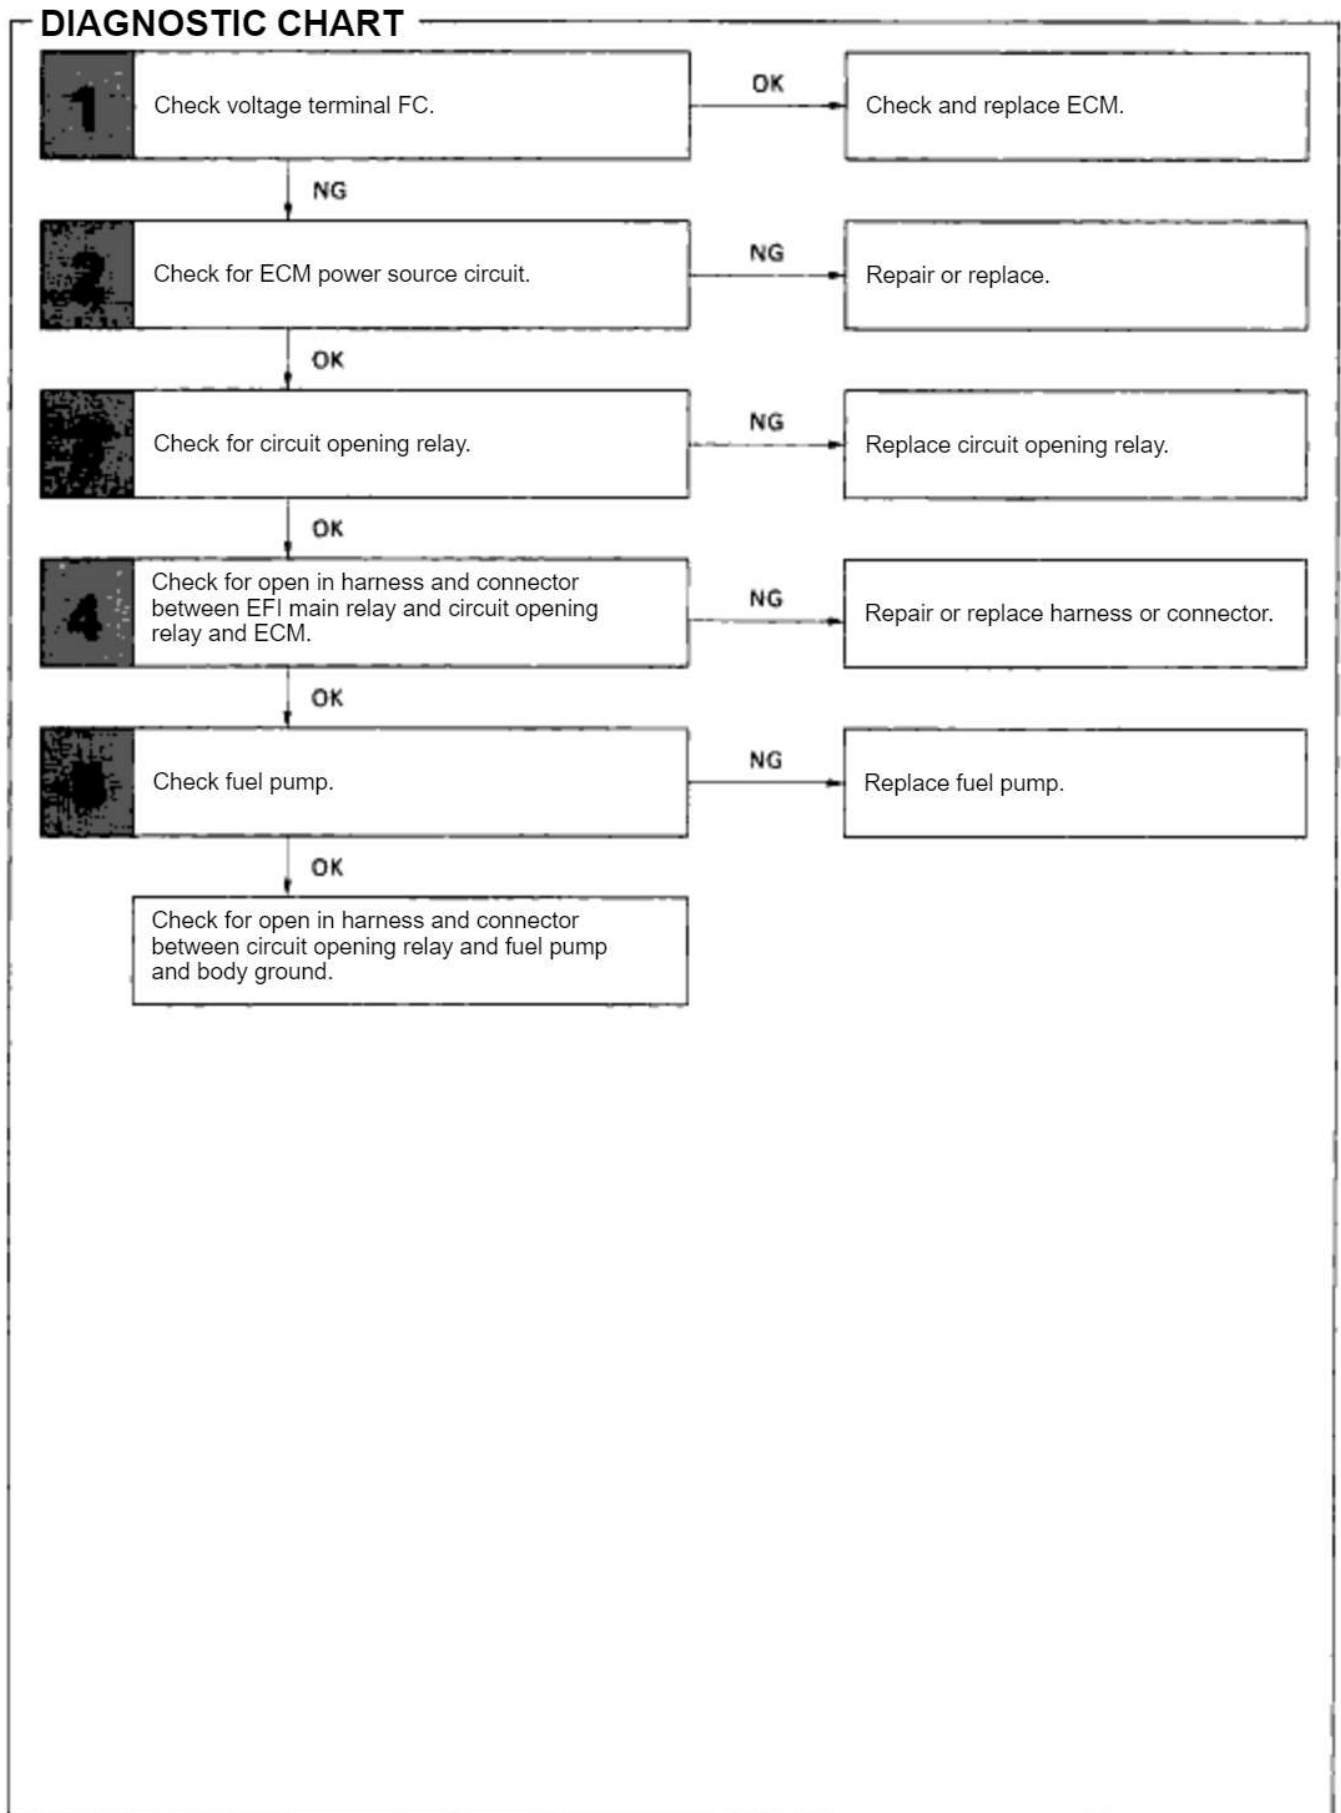 DIAGNOSTIC CHART
1
Check voltage terminal FC.
OK
Check and replace ECM.
NG
2
Check for ECM power source circuit.
NG
Repair or replace.
OK
Check for circuit opening relay.
NG
Replace circuit opening relay.
OK
4
Check for open in harness and connector
between EFI main relay and circuit opening
relay and ECM.
NG
Repair or replace harness or connector.
OK
Check fuel pump.
NG
Replace fuel pump.
OK
Check for open in harness and connector
between circuit opening relay and fuel pump
and body ground.